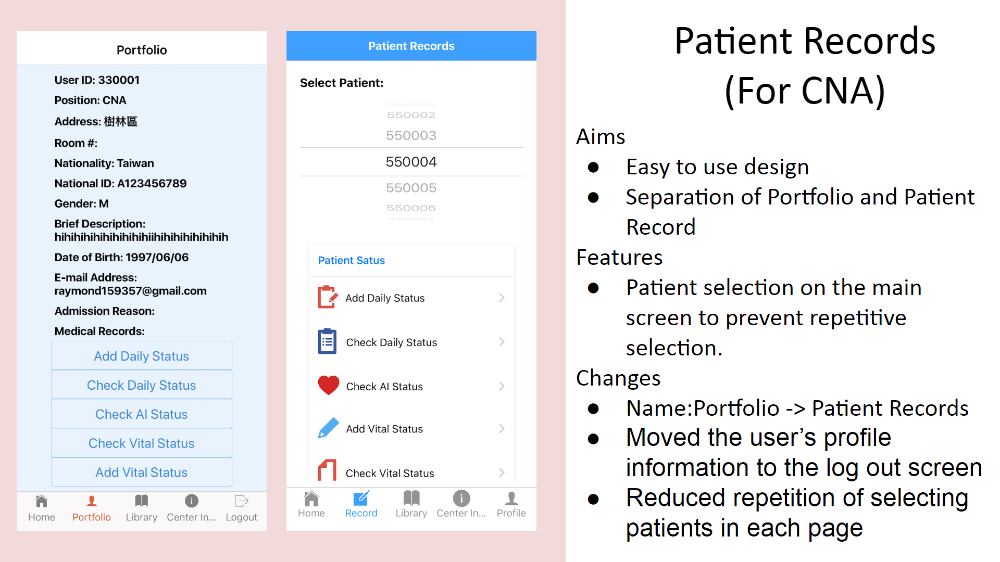 Portfolio
User ID: 330001
Position: CNA
Address: 樹林區
Room #:
Nationality: Taiwan
National ID: A123456789
Gender: M
Brief Description:
hihihihihihihihihihiihihihihihihihih
Date of Birth: 1997/06/06
E-mail Address:
raymond159357@gmail.com
Admission Reason:
Medical Records:
Add Daily Status
Check Daily Status
Check AI Status
Check Vital Status
Add Vital Status
Home
Portfolio
Library
Center In...
Logout
Patient Records
Select Patient:
550001
550002
550003
550004
550005
550006
550007
Patient Satus
Add Daily Status
Check Daily Status
Check AI Status
Add Vital Status
Check Vital Status
Home
Record
Library
Center In...
Profile
Patient Records
(For CNA)
Aims
● Easy to use design
● Separation of Portfolio and Patient
Record
Features
● Patient selection on the main
screen to prevent repetitive
selection.
Changes
● Name:Portfolio -> Patient Records
● Moved the user’s profile
information to the log out screen
● Reduced repetition of selecting
patients in each page